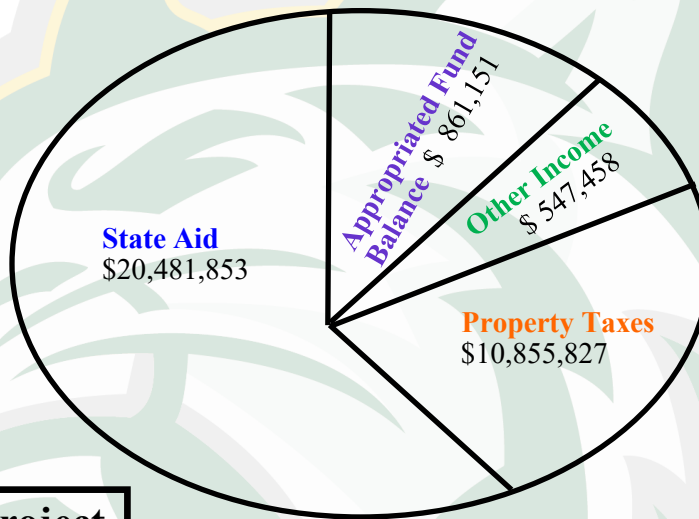 Appropriated Fund
Balance $ 861,151
Other Income
$ 547,458
State Aid
$20,481,853
Property Taxes
$10,855,827